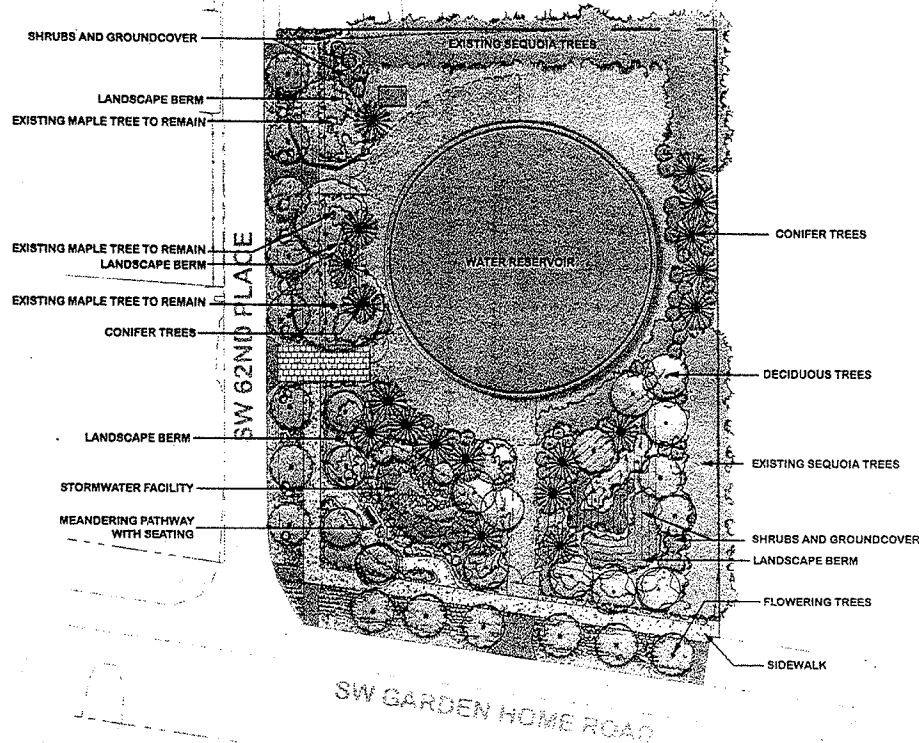 SHRUBS AND GROUNDCOVER
EXISTING SEQUOIA TREES
LANDSCAPE BERM
EXISTING MAPLE TREE TO REMAIN
EXISTING MAPLE TREE TO REMAIN
LANDSCAPE BERM
EXISTING MAPLE TREE TO REMAIN
CONIFER TREES
SW 62ND PLACE
LANDSCAPE BERM
STORMWATER FACILITY
MEANDERING PATHWAY
WITH SEATING
WATER RESERVOIR
CONIFER TREES
DECIDUOUS TREES
EXISTING SEQUOIA TREES
SHRUBS AND GROUNDCOVER
LANDSCAPE BERM
FLOWERING TREES
SIDEWALK
SW GARDEN HOME ROAD